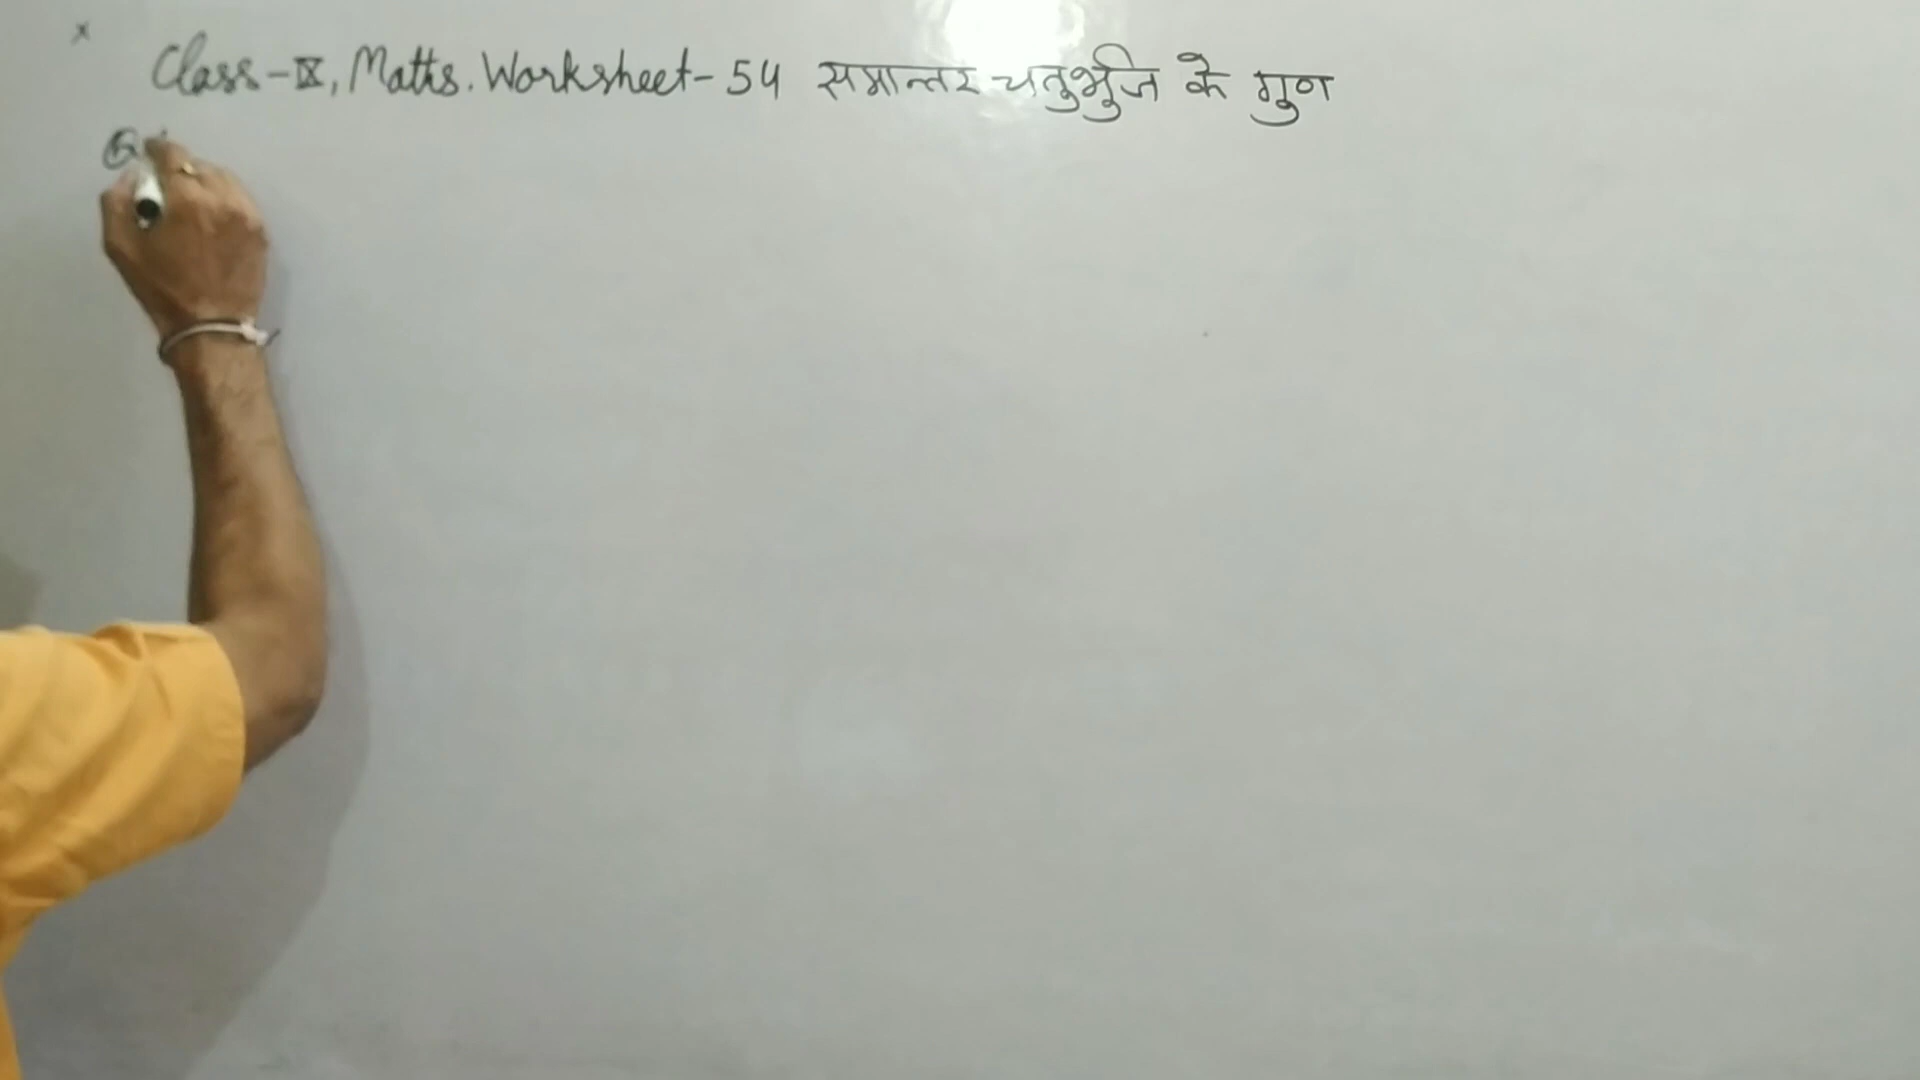 Class-IX, Maths. Worksheet-54 समान्तर चतुर्भुज के गुण